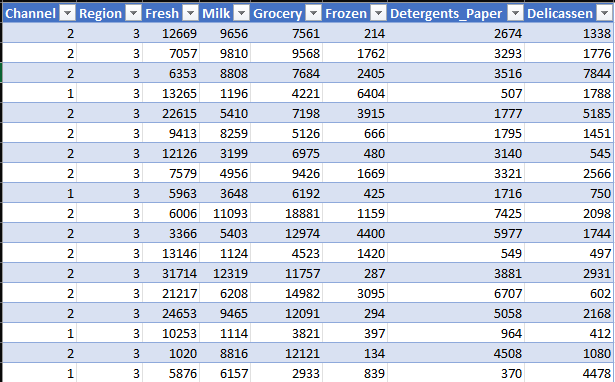 Channel Region Fresh Milk Grocery Frozen Detergents_Paper Delicassen
2 3 12669 9656 7561 214 2674 1338
2 3 7057 9810 9568 1762 3293 1776
2 3 6353 8808 7684 2405 3516 7844
1 3 13265 1196 4221 6404 507 1788
2 3 22615 5410 7198 3915 1777 5185
2 3 9413 8259 5126 666 1795 1451
2 3 12126 3199 6975 480 3140 545
2 3 7579 4956 9426 1669 3321 2566
1 3 5963 3648 6192 425 1716 750
2 3 6006 11093 18881 1159 7425 2098
2 3 3366 5403 12974 4400 5977 1744
2 3 13146 1124 4523 1420 549 497
2 3 31714 12319 11757 287 3881 2931
2 3 21217 6208 14982 3095 6707 602
2 3 24653 9465 12091 294 5058 2168
1 3 10253 1114 3821 397 964 412
2 3 1020 8816 12121 134 4508 1080
1 3 5876 6157 2933 839 370 4478